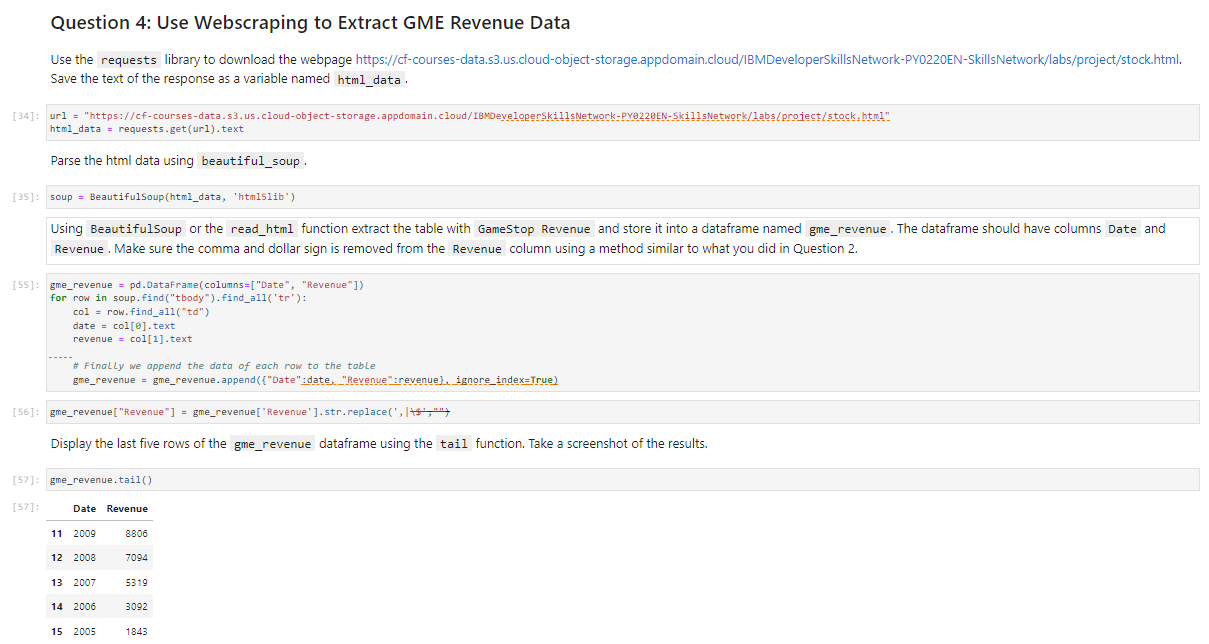 Question 4: Use Webscraping to Extract GME Revenue Data
Use the requests library to download the webpage https://cf-courses-data.s3.us.cloud-object-storage.appdomain.cloud/IBMDeveloperSkillsNetwork-PY0220EN-SkillsNetwork/labs/project/stock.html.
Save the text of the response as a variable named html_data.
[34]: url = "https://cf-courses-data.s3.us.cloud-object-storage.appdomain.cloud/IBMDeveloperSkillsNetwork-PY0220EN-SkillsNetwork/labs/project/stock.html"
html_data = requests.get(url).text
Parse the html data using beautiful_soup.
[35]: soup = BeautifulSoup(html_data, 'html5lib')
Using BeautifulSoup or the read_html function extract the table with GameStop Revenue and store it into a dataframe named gme_revenue. The dataframe should have columns Date and
Revenue. Make sure the comma and dollar sign is removed from the Revenue column using a method similar to what you did in Question 2.
[55]: gme_revenue = pd.DataFrame(columns=["Date", "Revenue"])
for row in soup.find("tbody").find_all('tr'):
col = row.find_all("td")
date = col[0].text
revenue = col[1].text
# Finally we append the data of each row to the table
gme_revenue = gme_revenue.append({"Date":date, "Revenue":revenue}, ignore_index=True)
[56]: gme_revenue["Revenue"] = gme_revenue['Revenue'].str.replace(',|\$',"")
Display the last five rows of the gme_revenue dataframe using the tail function. Take a screenshot of the results.
[57]: gme_revenue.tail()
[57]: Date Revenue
11 2009 8806
12 2008 7094
13 2007 5319
14 2006 3092
15 2005 1843